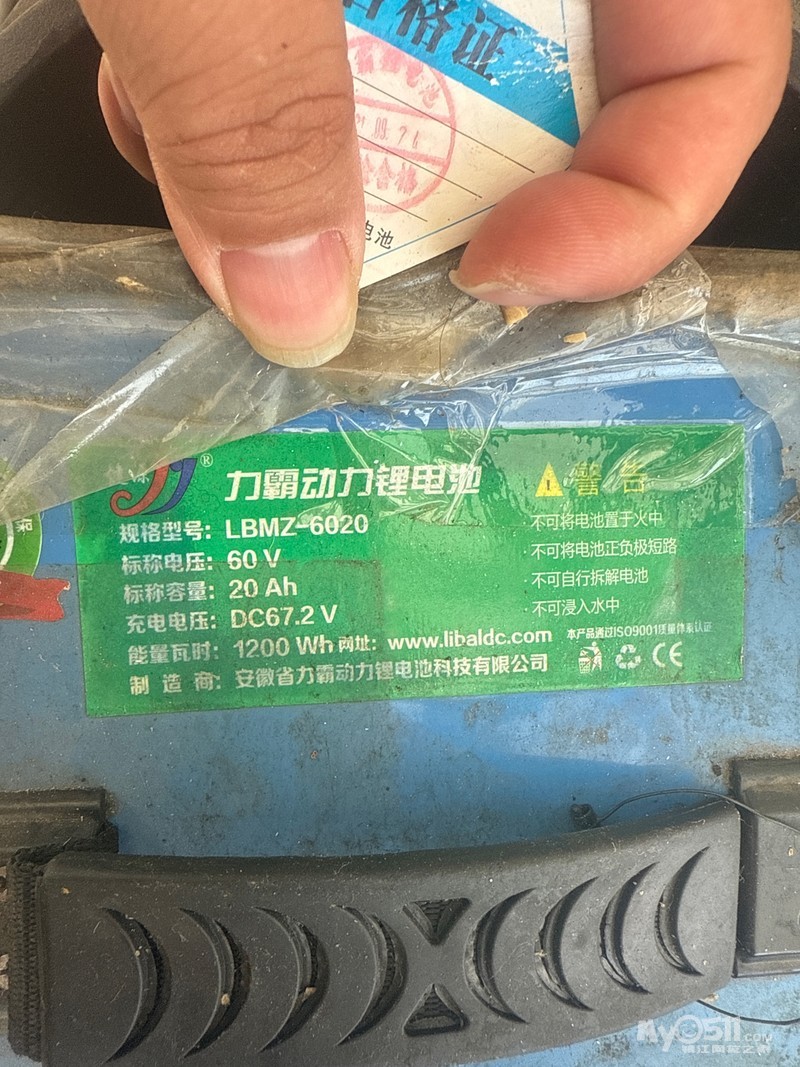 合格证
电池
® 力霸动力锂电池
规格型号: LBMZ-6020
标称电压: 60 V
标称容量: 20 Ah
充电电压: DC67.2 V
能量瓦时: 1200 Wh 网址: www.libaldc.com
制 造 商: 安徽省力霸动力锂电池科技有限公司
! 警 告
·不可将电池置于火中
·不可将电池正负极短路
·不可自行拆解电池
·不可浸入水中
本产品通过ISO9001质量体系认证
CE
保
My0511.COM